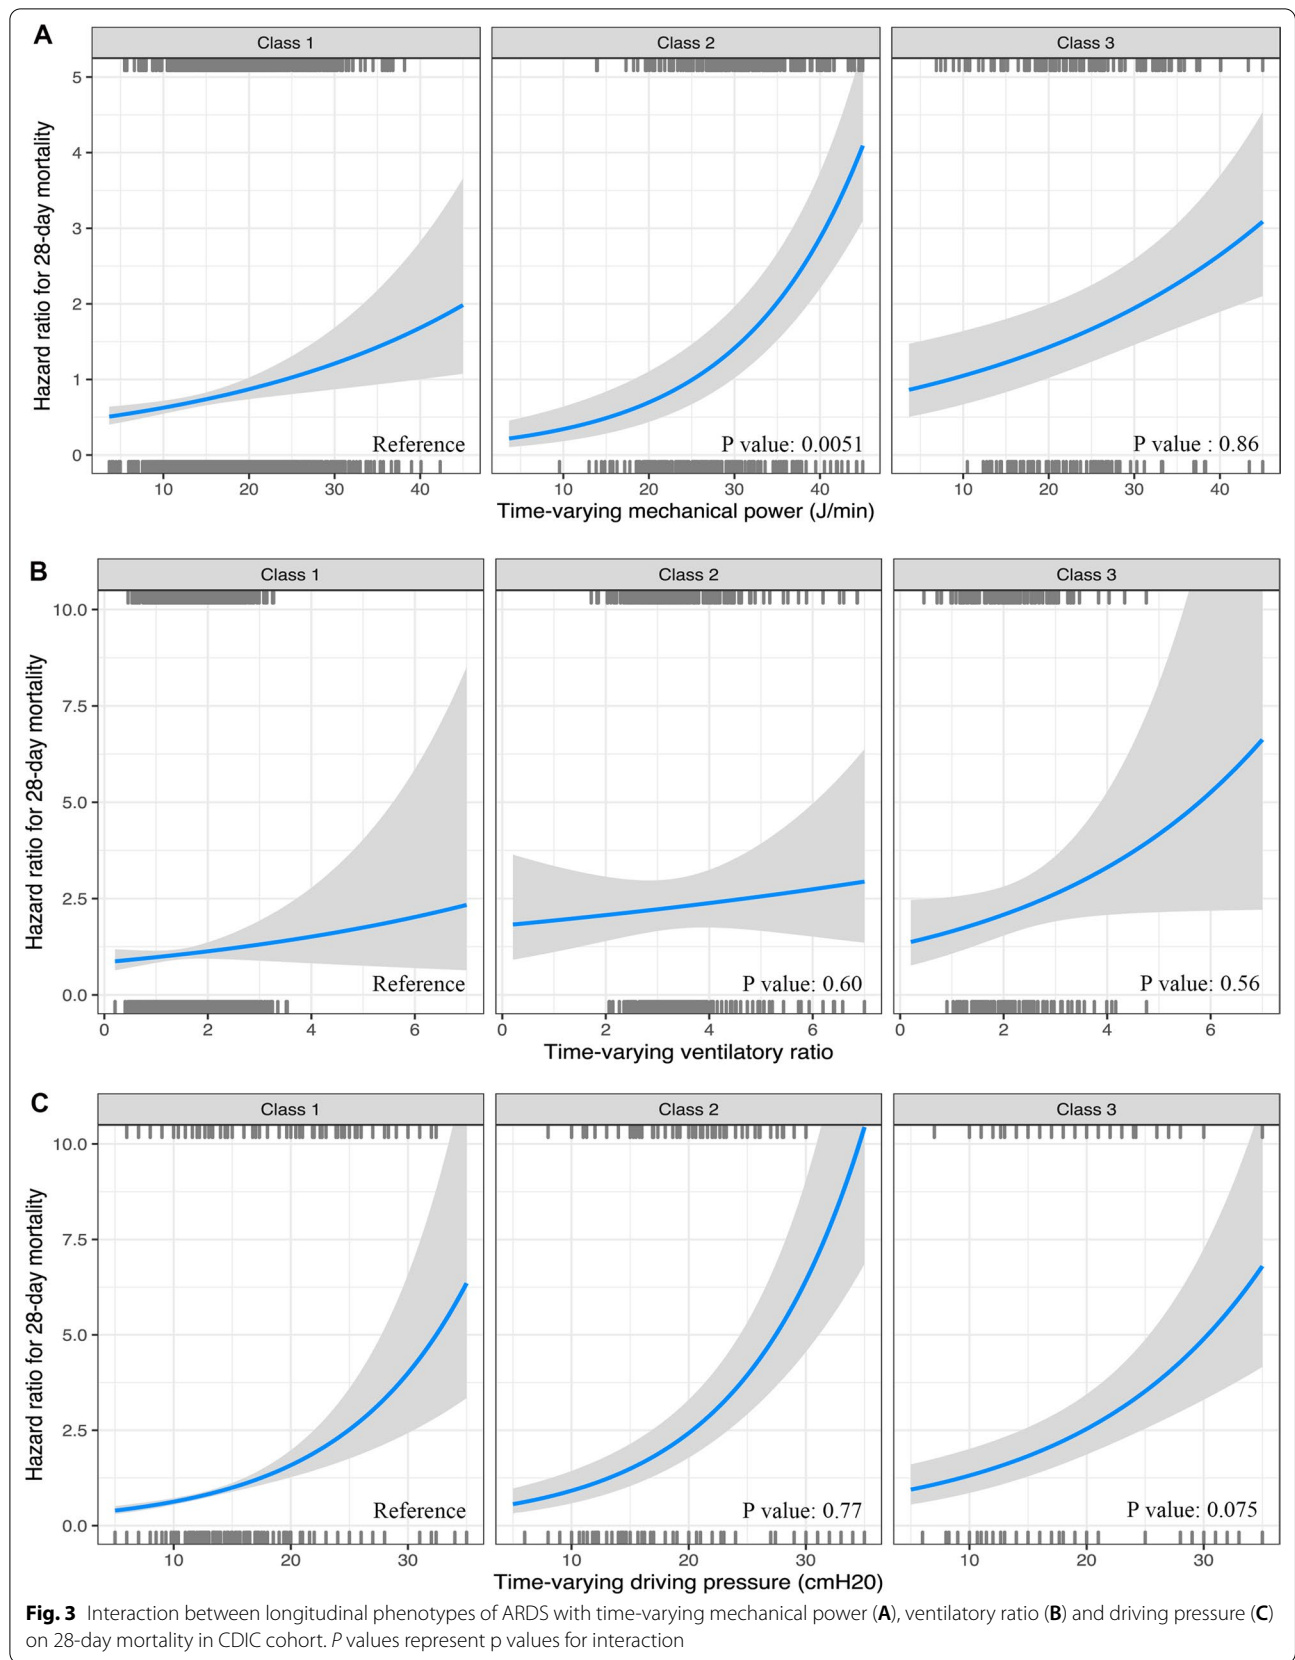 A
Class 1
Class 2
Class 3
Hazard ratio for 28-day mortality
5
4
3
2
1
0
Reference
P value: 0.0051
P value : 0.86
10 20 30 40
10 20 30 40
10 20 30 40
Time-varying mechanical power (J/min)
B
Class 1
Class 2
Class 3
Hazard ratio for 28-day mortality
10.0
7.5
5.0
2.5
0.0
Reference
P value: 0.60
P value: 0.56
0 2 4 6
0 2 4 6
0 2 4 6
Time-varying ventilatory ratio
C
Class 1
Class 2
Class 3
Hazard ratio for 28-day mortality
10.0
7.5
5.0
2.5
0.0
Reference
P value: 0.77
P value: 0.075
10 20 30
10 20 30
10 20 30
Time-varying driving pressure (cmH20)
Fig. 3 Interaction between longitudinal phenotypes of ARDS with time-varying mechanical power (A), ventilatory ratio (B) and driving pressure (C)
on 28-day mortality in CDIC cohort. P values represent p values for interaction